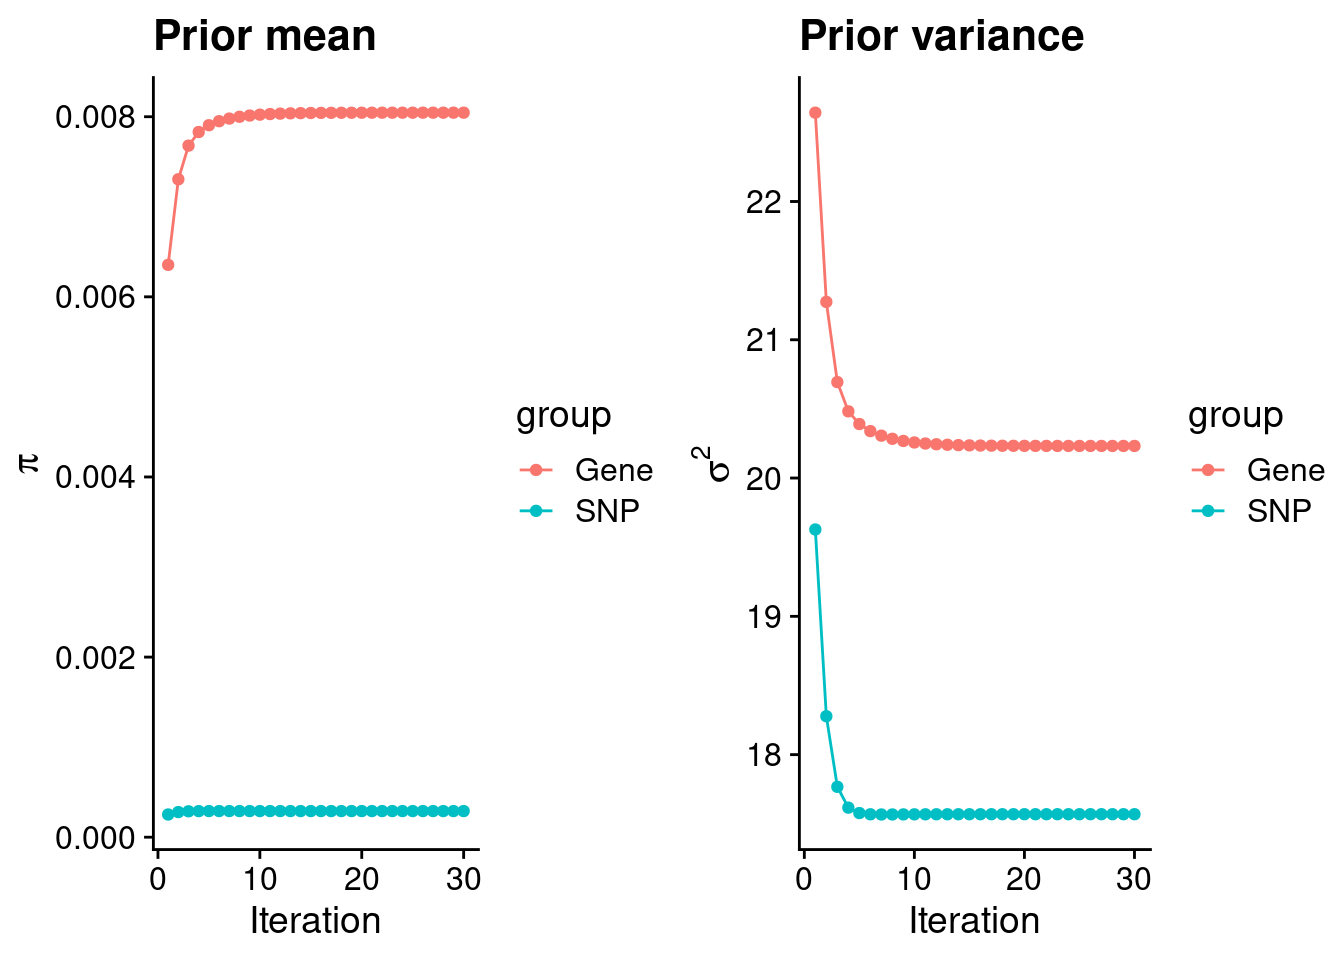 Prior mean
π
0.008
0.006
0.004
0.002
0.000
0 10 20 30
Iteration
group
Gene
SNP
Prior variance
σ²
22
21
20
19
18
0 10 20 30
Iteration
group
Gene
SNP